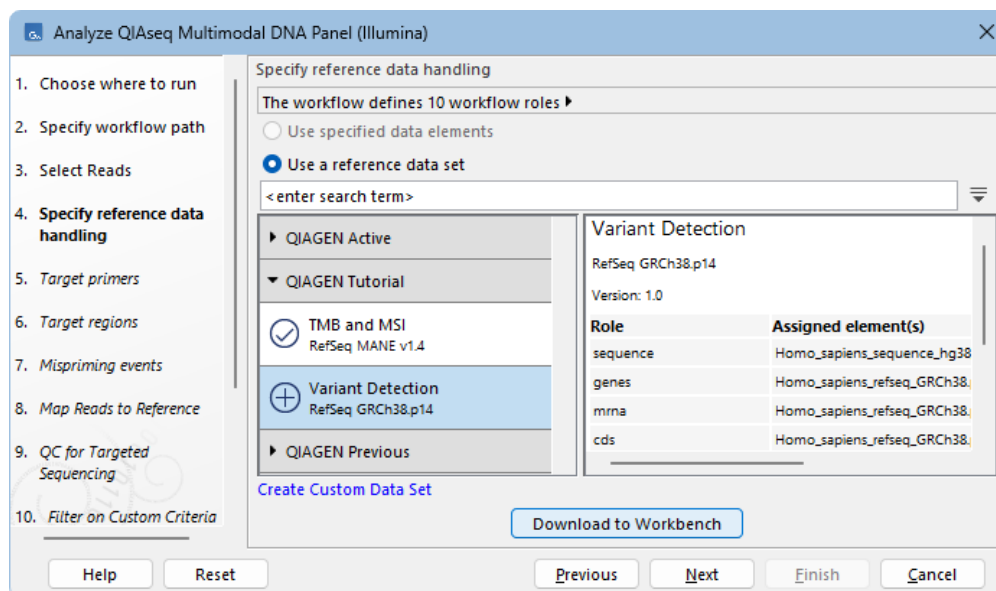 Analyze QIAseq Multimodal DNA Panel (Illumina)
1. Choose where to run
2. Specify workflow path
3. Select Reads
4. Specify reference data
handling
5. Target primers
6. Target regions
7. Mispriming events
8. Map Reads to Reference
9. QC for Targeted
Sequencing
10. Filter on Custom Criteria
Specify reference data handling
The workflow defines 10 workflow roles
Use specified data elements
Use a reference data set
<enter search term>
QIAGEN Active
QIAGEN Tutorial
TMB and MSI
RefSeq MANE v1.4
Variant Detection
RefSeq GRCh38.p14
QIAGEN Previous
Variant Detection
RefSeq GRCh38.p14
Version: 1.0
Role Assigned element(s)
sequence Homo_sapiens_sequence_hg38
genes Homo_sapiens_refseq_GRCh38.
mrna Homo_sapiens_refseq_GRCh38.
cds Homo_sapiens_refseq_GRCh38.
Create Custom Data Set
Download to Workbench
Help Reset Previous Next Finish Cancel